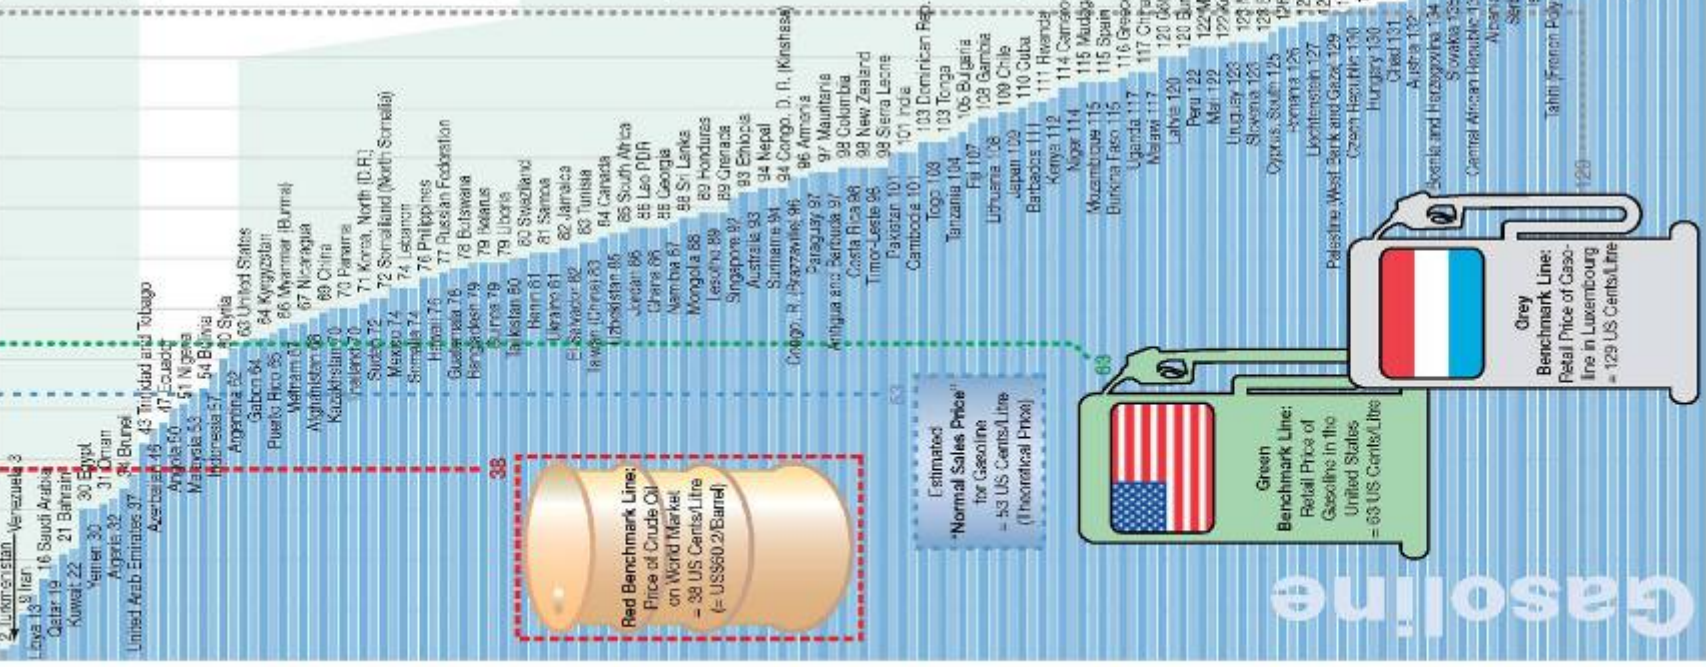 2 Turkmenistan
Venezuela 3
9 Iran
Libya 13
16 Saudi Arabia
Qatar 19
21 Bahrain
Kuwait 22
30 Egypt
Yemen 30
31 Oman
Algeria 32
34 Brunei
United Arab Emirates 37
43 Trinidad and Tobago
Azerbaijan 46
47 Ecuador
Angola 50
51 Nigeria
Malaysia 53
54 Bolivia
Indonesia 57
60 Syria
Argentina 62
63 United States
Gabon 64
64 Kyrgyzstan
Puerto Rico 65
66 Myanmar (Burma)
Vietnam 67
67 Nicaragua
Afghanistan 68
69 China
Kazakhstan 70
70 Panama
Thailand 70
71 Korea, North (D.R.)
Sudan 72
72 Somaliland (North Somalia)
Mexico 74
74 Lebanon
Somalia 74
76 Philippines
Hawaii 76
77 Russian Federation
Guatemala 78
78 Botswana
Bangladesh 79
79 Belarus
Guinea 79
79 Liberia
Tajikistan 80
80 Swaziland
Benin 81
81 Samoa
Ukraine 81
82 Jamaica
El Salvador 82
83 Tunisia
Taiwan (China) 83
84 Canada
Uzbekistan 85
85 South Africa
Jordan 86
86 Lao PDR
Ghana 86
86 Georgia
Namibia 87
88 Sri Lanka
Mongolia 88
89 Honduras
Lesotho 89
89 Grenada
Singapore 92
93 Ethiopia
Australia 93
94 Nepal
Suriname 94
94 Congo, D. R. (Kinshasa)
Congo, R. (Brazzaville) 96
96 Armenia
Paraguay 97
97 Mauritania
Antigua and Barbuda 97
98 Colombia
Costa Rica 98
98 New Zealand
Timor-Leste 98
98 Sierra Leone
Pakistan 101
101 India
Cambodia 101
103 Dominican Rep.
Togo 103
103 Tonga
Tanzania 104
106 Bulgaria
Fiji 107
108 Gambia
Lithuania 108
109 Chile
Japan 109
110 Cuba
Barbados 111
111 Rwanda
Kenya 112
Niger 114
Mozambique 115
115 Spain
Burkina Faso 115
Uganda 117
Malawi 117
Latvia 120
Peru 122
Mali 122
Uruguay 123
Slovenia 123
Cyprus, South 125
Romania 126
Liechtenstein 127
Palestine, West Bank and Gaza 129
Czech Republic 130
Hungary 130
Chad 131
Austria 132
Bosnia and Herzegovina 134
38
Red Benchmark Line:
Price of Crude Oil
on World Market
= 38 US Cents/Litre
(= US$60.2/Barrel)
53
Estimated
"Normal Sales Price"
for Gasoline
= 53 US Cents/Litre
(Theoretical Price)
63
Green
Benchmark Line:
Retail Price of
Gasoline in the
United States
= 63 US Cents/Litre
129
Grey
Benchmark Line:
Retail Price of Gaso-
line in Luxembourg
= 129 US Cents/Litre
Gasoline